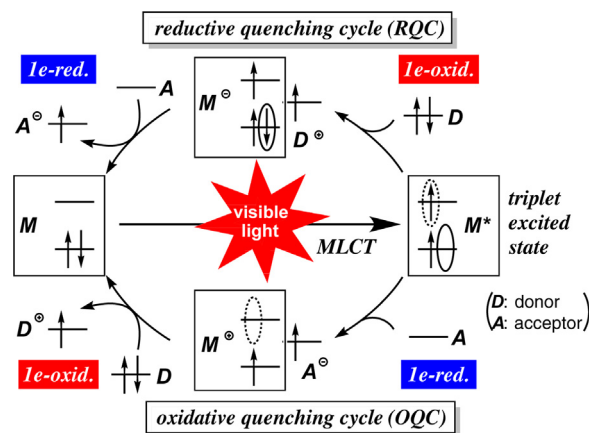 reductive quenching cycle (RQC)
1e-red.
A
A⊖
M⊖
D⊕
1e-oxid.
D
M
visible
light
MLCT
M*
triplet
excited
state
D⊕
1e-oxid.
D
M⊕
A⊖
A
1e-red.
(D: donor
A: acceptor)
oxidative quenching cycle (OQC)